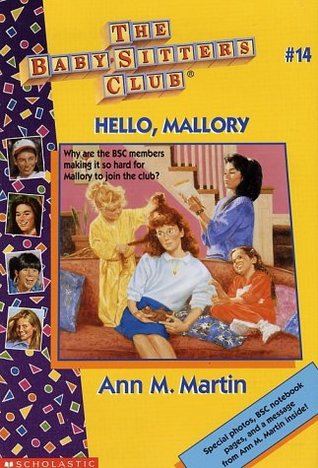 THE
BABY-SITTERS
CLUB®
#14
HELLO, MALLORY
Why are the BSC members
making it so hard for
Mallory to join the club?
Ann M. Martin
Special photos, BSC notebook
pages, and a message
from Ann M. Martin inside!
SCHOLASTIC